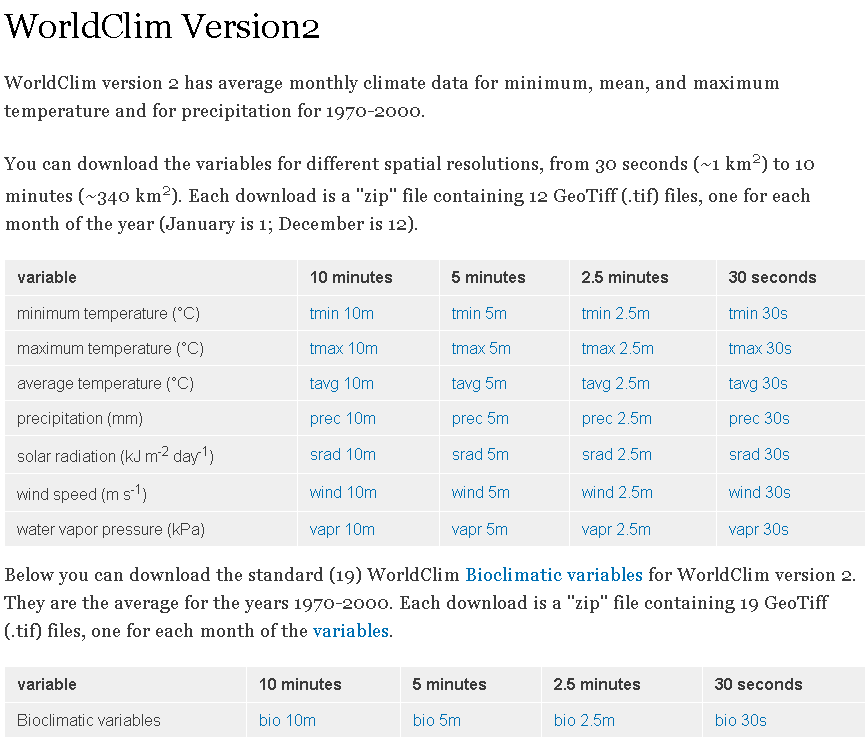 WorldClim Version2
WorldClim version 2 has average monthly climate data for minimum, mean, and maximum
temperature and for precipitation for 1970-2000.
You can download the variables for different spatial resolutions, from 30 seconds (~1 km²) to 10
minutes (~340 km²). Each download is a "zip" file containing 12 GeoTiff (.tif) files, one for each
month of the year (January is 1; December is 12).
variable 10 minutes 5 minutes 2.5 minutes 30 seconds
minimum temperature (°C) tmin 10m tmin 5m tmin 2.5m tmin 30s
maximum temperature (°C) tmax 10m tmax 5m tmax 2.5m tmax 30s
average temperature (°C) tavg 10m tavg 5m tavg 2.5m tavg 30s
precipitation (mm) prec 10m prec 5m prec 2.5m prec 30s
solar radiation (kJ m⁻² day⁻¹) srad 10m srad 5m srad 2.5m srad 30s
wind speed (m s⁻¹) wind 10m wind 5m wind 2.5m wind 30s
water vapor pressure (kPa) vapr 10m vapr 5m vapr 2.5m vapr 30s
Below you can download the standard (19) WorldClim Bioclimatic variables for WorldClim version 2.
They are the average for the years 1970-2000. Each download is a "zip" file containing 19 GeoTiff
(.tif) files, one for each month of the variables.
variable 10 minutes 5 minutes 2.5 minutes 30 seconds
Bioclimatic variables bio 10m bio 5m bio 2.5m bio 30s